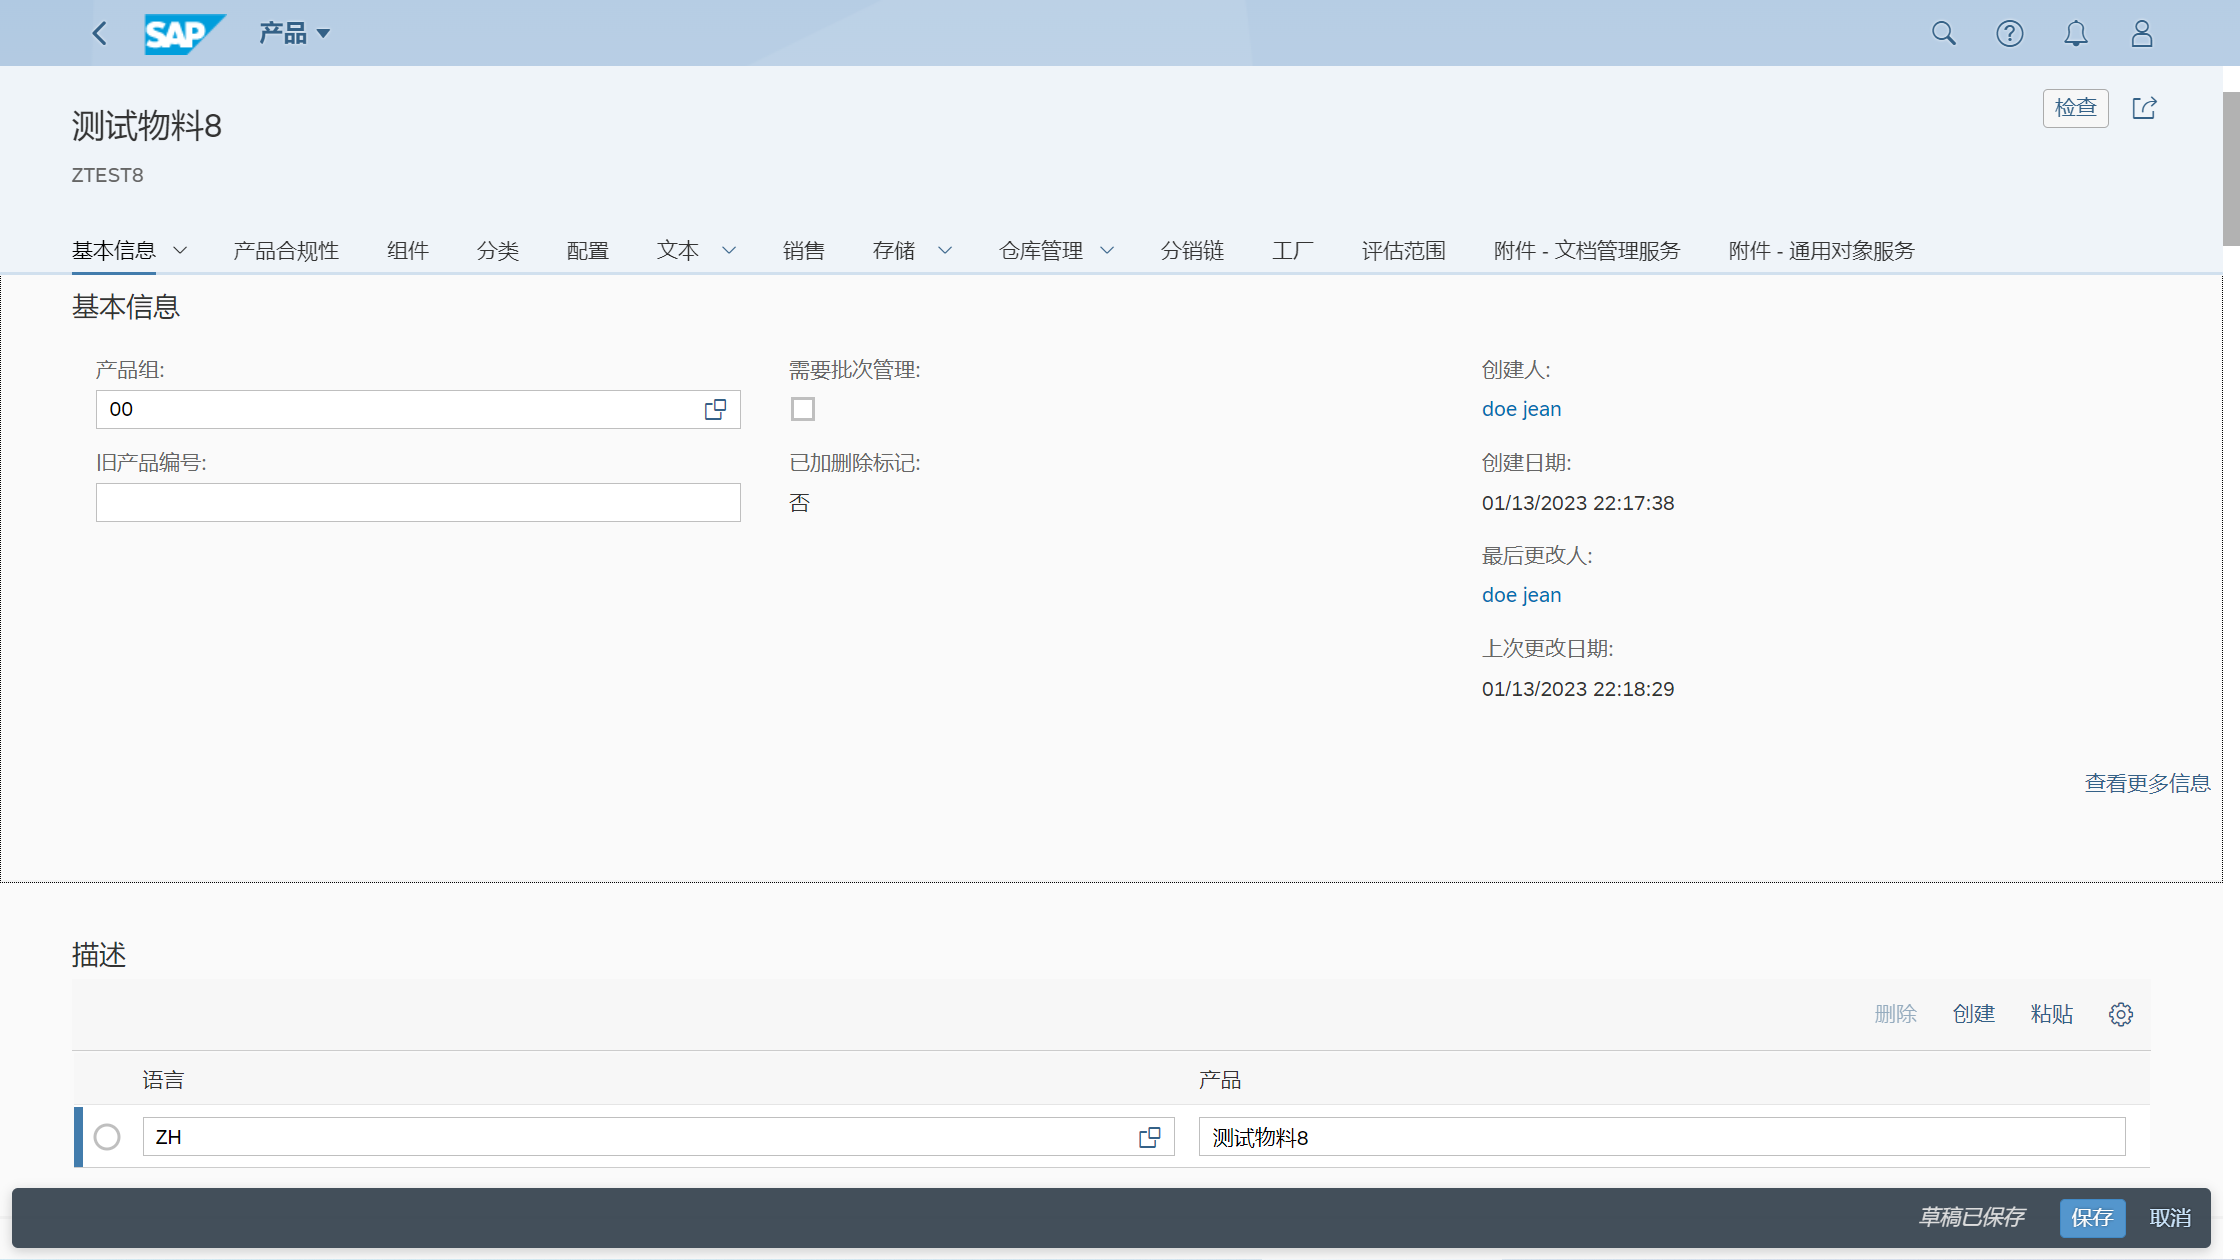 SAP
产品
测试物料8
ZTEST8
检查
基本信息 产品合规性 组件 分类 配置 文本 销售 存储 仓库管理 分销链 工厂 评估范围 附件 - 文档管理服务 附件 - 通用对象服务
基本信息
产品组:
00
旧产品编号:
需要批次管理:
已加删除标记:
否
创建人:
doe jean
创建日期:
01/13/2023 22:17:38
最后更改人:
doe jean
上次更改日期:
01/13/2023 22:18:29
查看更多信息
描述
删除 创建 粘贴
语言 产品
ZH 测试物料8
草稿已保存 保存 取消